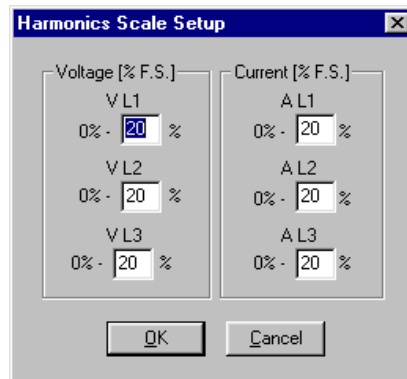 Harmonics Scale Setup
Voltage [% F.S.]
V L1
0% - 20 %
V L2
0% - 20 %
V L3
0% - 20 %
Current [% F.S.]
A L1
0% - 20 %
A L2
0% - 20 %
A L3
0% - 20 %
OK
Cancel